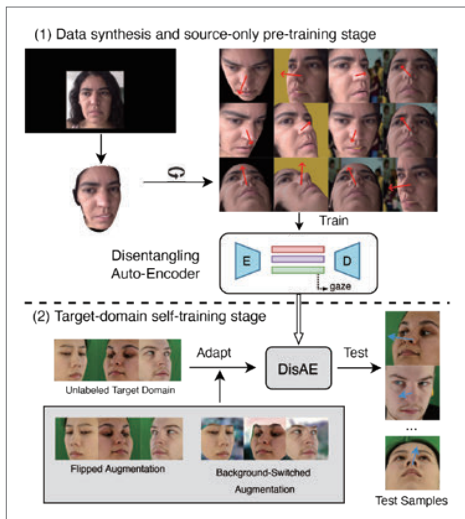 (1) Data synthesis and source-only pre-training stage
Train
Disentangling
Auto-Encoder
E
D
gaze
(2) Target-domain self-training stage
Adapt
Test
DisAE
Unlabeled Target Domain
...
Flipped Augmentation
Background-Switched
Augmentation
Test Samples